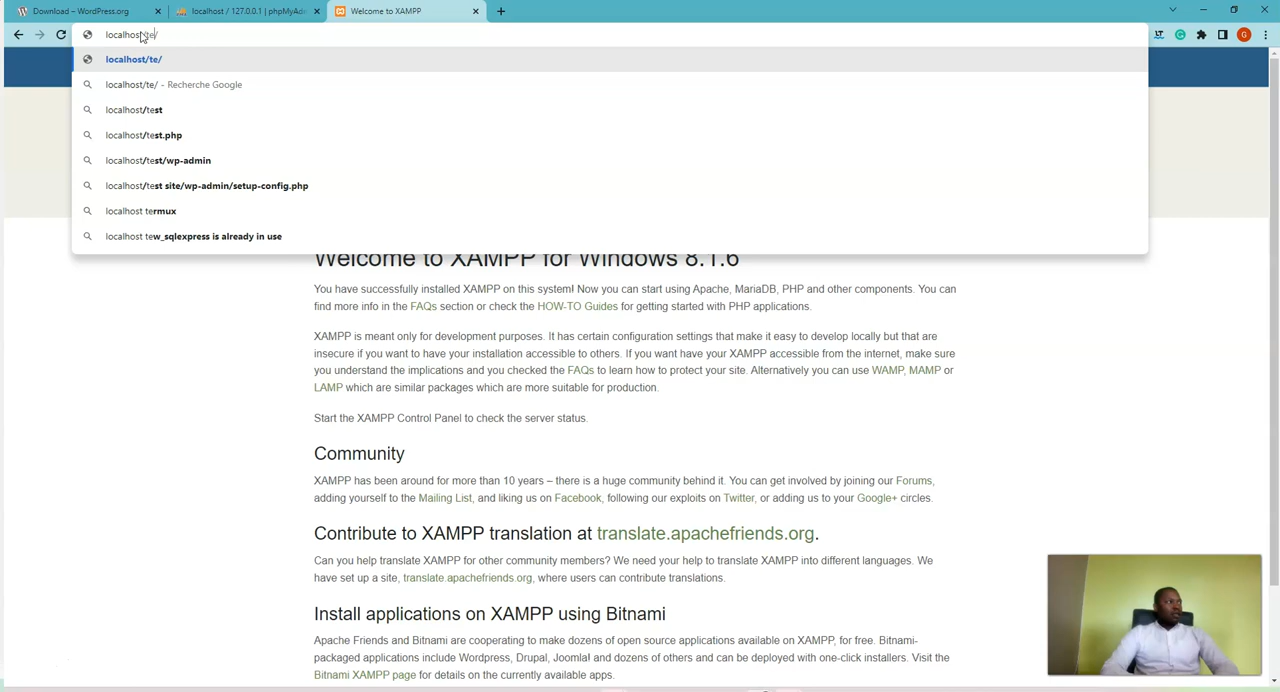 Download – WordPress.org
localhost / 127.0.0.1 | phpMyAd
Welcome to XAMPP
localhost/te/
localhost/te/
localhost/te/ - Recherche Google
localhost/test
localhost/test.php
localhost/test/wp-admin
localhost/test site/wp-admin/setup-config.php
localhost termux
localhost tew_sqlexpress is already in use
Welcome to XAMPP for Windows 8.1.6
You have successfully installed XAMPP on this system! Now you can start using Apache, MariaDB, PHP and other components. You can
find more info in the FAQs section or check the HOW-TO Guides for getting started with PHP applications.
XAMPP is meant only for development purposes. It has certain configuration settings that make it easy to develop locally but that are
insecure if you want to have your installation accessible to others. If you want have your XAMPP accessible from the internet, make sure
you understand the implications and you checked the FAQs to learn how to protect your site. Alternatively you can use WAMP, MAMP or
LAMP which are similar packages which are more suitable for production.
Start the XAMPP Control Panel to check the server status.
Community
XAMPP has been around for more than 10 years – there is a huge community behind it. You can get involved by joining our Forums,
adding yourself to the Mailing List, and liking us on Facebook, following our exploits on Twitter, or adding us to your Google+ circles.
Contribute to XAMPP translation at translate.apachefriends.org.
Can you help translate XAMPP for other community members? We need your help to translate XAMPP into different languages. We
have set up a site, translate.apachefriends.org, where users can contribute translations.
Install applications on XAMPP using Bitnami
Apache Friends and Bitnami are cooperating to make dozens of open source applications available on XAMPP, for free. Bitnami-
packaged applications include Wordpress, Drupal, Joomla! and dozens of others and can be deployed with one-click installers. Visit the
Bitnami XAMPP page for details on the currently available apps.